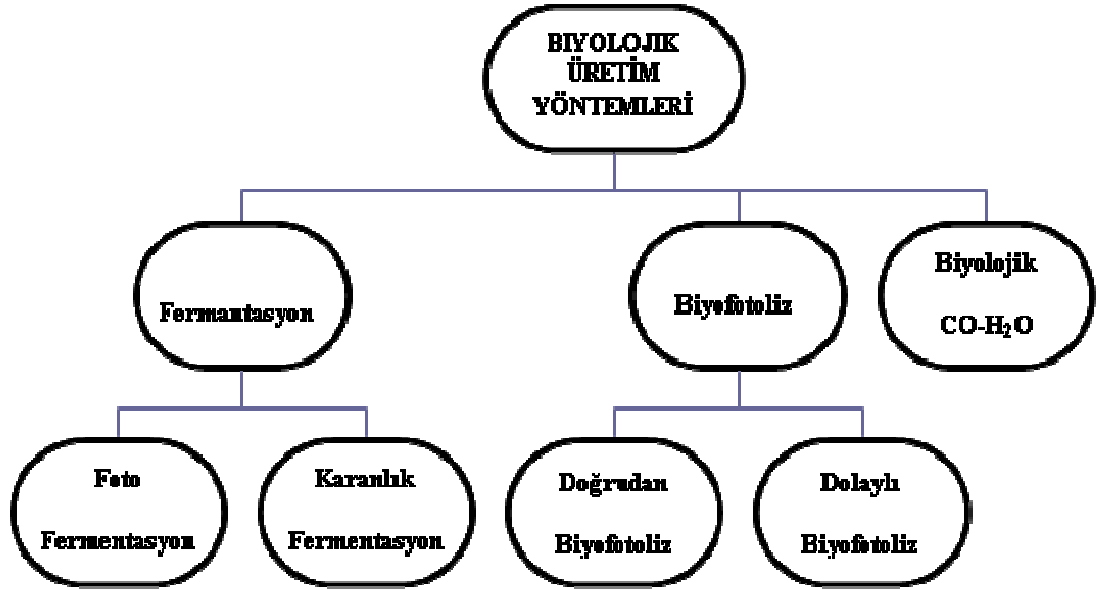 BIYOLOJIK
ÜRETİM
YÖNTEMLERİ
Fermantasyon
Biyofotoliz
Biyolojik
CO-H₂O
Foto
Fermentasyon
Karanlık
Fermentasyon
Doğrudan
Biyofotoliz
Dolaylı
Biyofotoliz